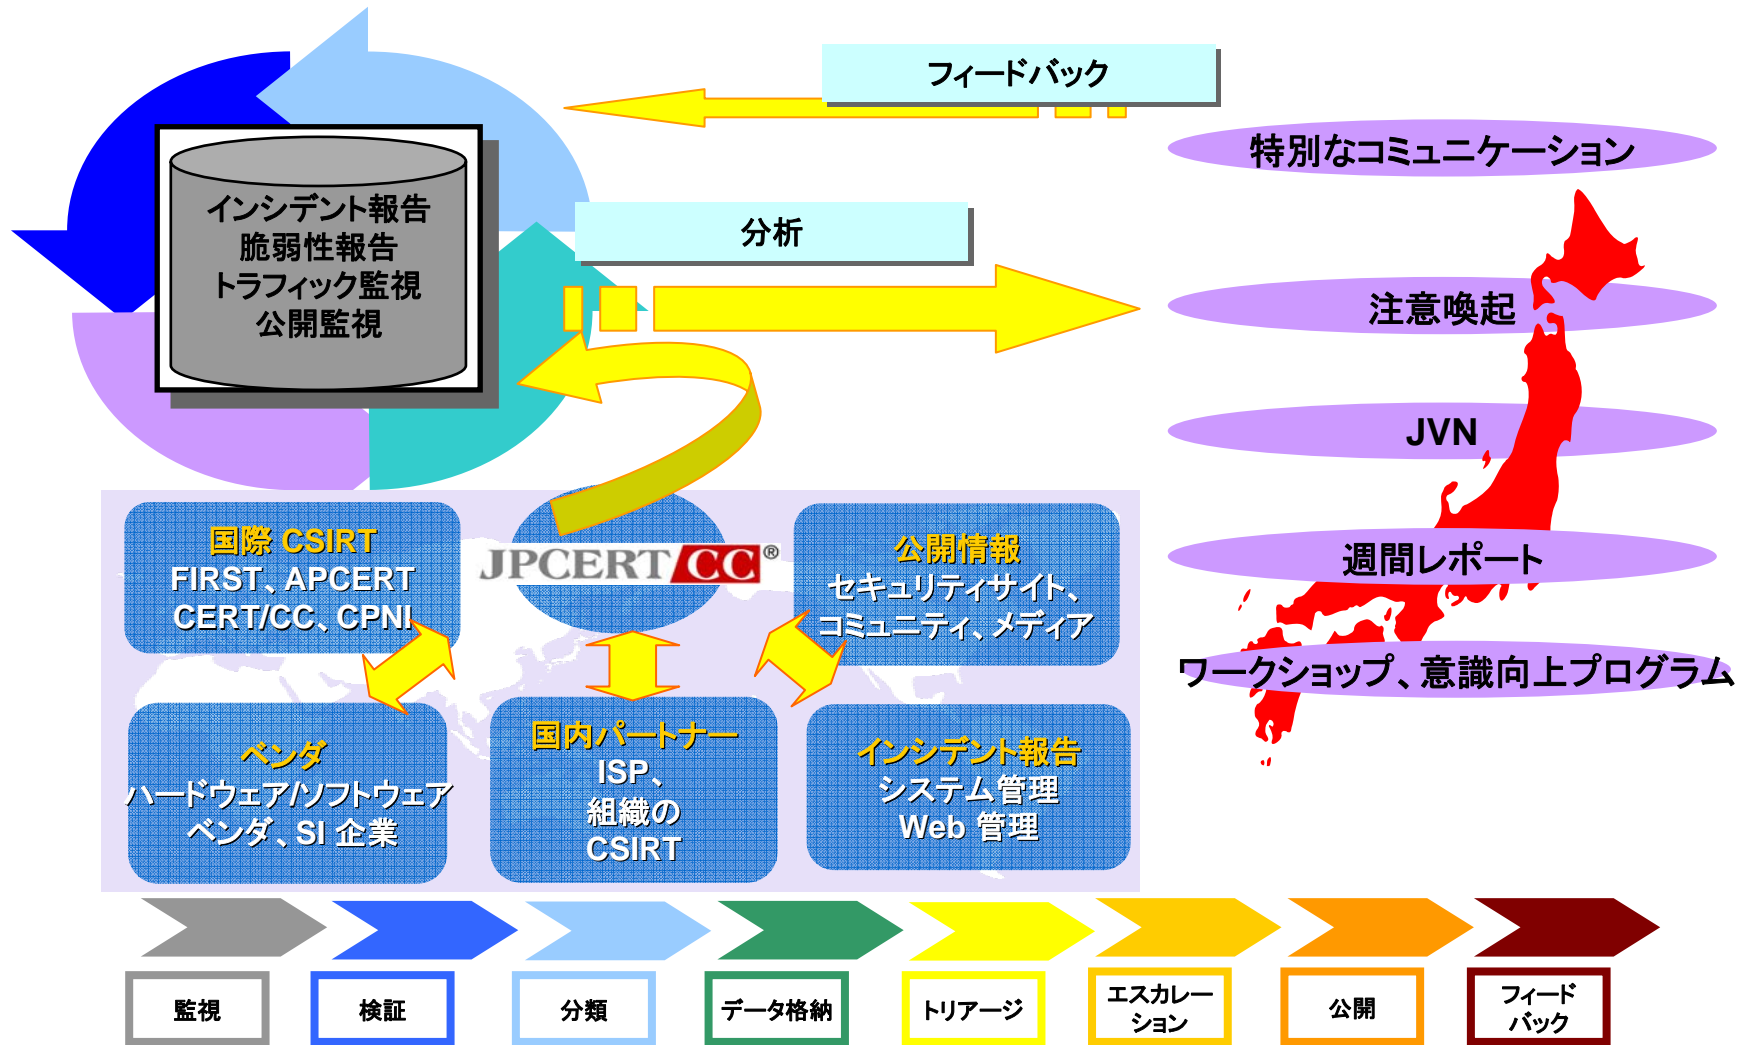 フィードバック
特別なコミュニケーション
インシデント報告
脆弱性報告
トラフィック監視
公開監視
分析
注意喚起
JVN
週間レポート
ワークショップ、意識向上プログラム
国際 CSIRT
FIRST、APCERT
CERT/CC、CPNI
JPCERT/CC®
公開情報
セキュリティサイト、
コミュニティ、メディア
ベンダ
ハードウェア/ソフトウェア
ベンダ、SI 企業
国内パートナー
ISP、
組織の
CSIRT
インシデント報告
システム管理
Web 管理
監視
検証
分類
データ格納
トリアージ
エスカレー
ション
公開
フィード
バック